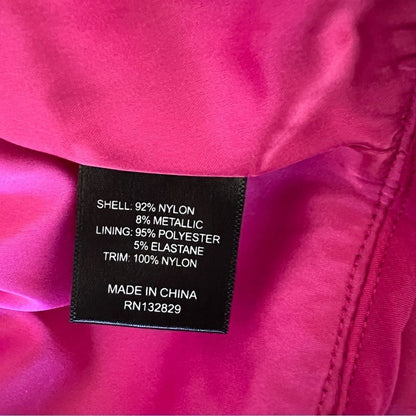 SHELL: 92% NYLON
8% METALLIC
LINING: 95% POLYESTER
5% ELASTANE
TRIM: 100% NYLON
MADE IN CHINA
RN132829